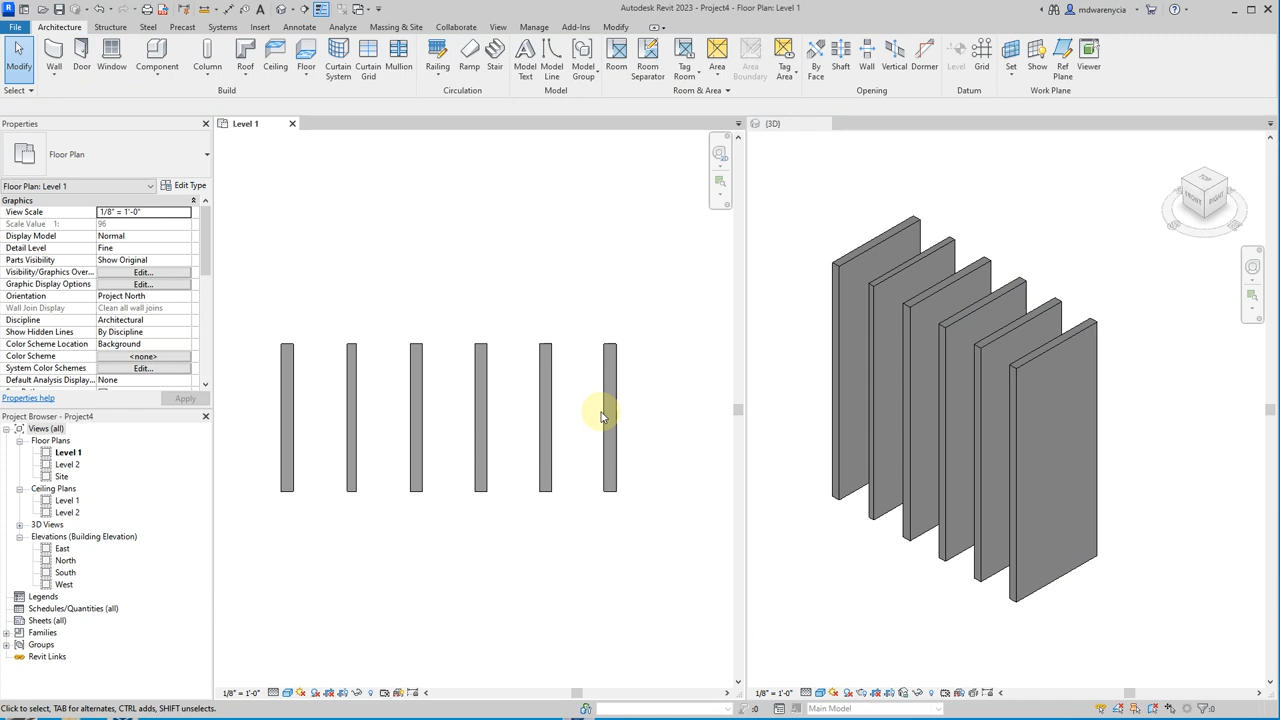 Autodesk Revit 2023 - Project4 - Floor Plan: Level 1
mdwarenycia
File Architecture Structure Steel Precast Systems Insert Annotate Analyze Massing & Site Collaborate View Manage Add-Ins Modify
Modify Wall Door Window Component Column Roof Ceiling Floor Curtain System Curtain Grid Mullion Railing Ramp Stair Model Text Model Line Model Group Room Room Separator Tag Room Area Area Boundary Tag Area By Face Shaft Wall Vertical Dormer Level Grid Set Show Ref Plane Viewer
Select Build Circulation Model Room & Area Opening Datum Work Plane
Properties
Level 1
{3D}
Floor Plan
Floor Plan: Level 1 Edit Type
Graphics
View Scale 1/8" = 1'-0"
Scale Value 1: 96
Display Model Normal
Detail Level Fine
Parts Visibility Show Original
Visibility/Graphics Over... Edit...
Graphic Display Options Edit...
Orientation Project North
Wall Join Display Clean all wall joins
Discipline Architectural
Show Hidden Lines By Discipline
Color Scheme Location Background
Color Scheme <none>
System Color Schemes Edit...
Default Analysis Display... None
Properties help Apply
Project Browser - Project4
Views (all)
Floor Plans
Level 1
Level 2
Site
Ceiling Plans
Level 1
Level 2
3D Views
Elevations (Building Elevation)
East
North
South
West
Legends
Schedules/Quantities (all)
Sheets (all)
Families
Groups
Revit Links
TOP
FRONT
RIGHT
1/8" = 1'-0"
1/8" = 1'-0"
Click to select, TAB for alternates, CTRL adds, SHIFT unselects.
:0
Main Model
:0